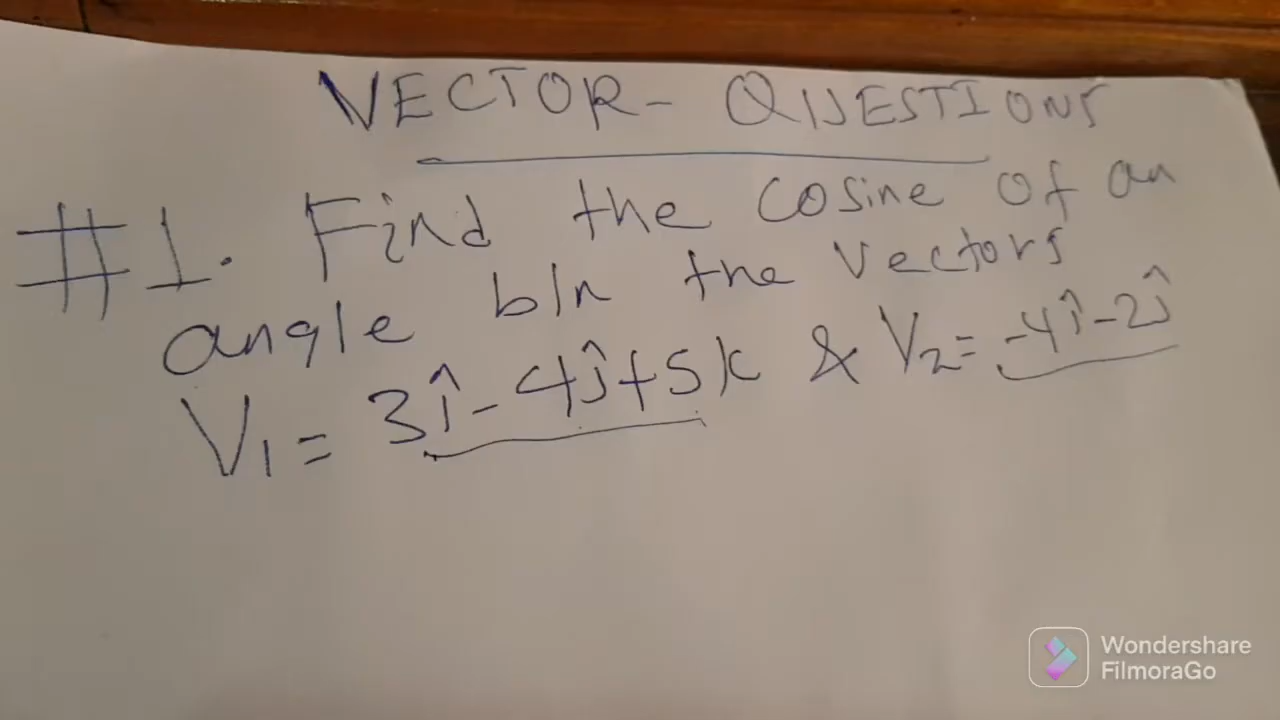 VECTOR- QUESTIONS
#1. Find the cosine of an
angle b/n the vectors
V₁ = 3î - 4ĵ + 5k & V₂ = -4î - 2ĵ
Wondershare
FilmoraGo